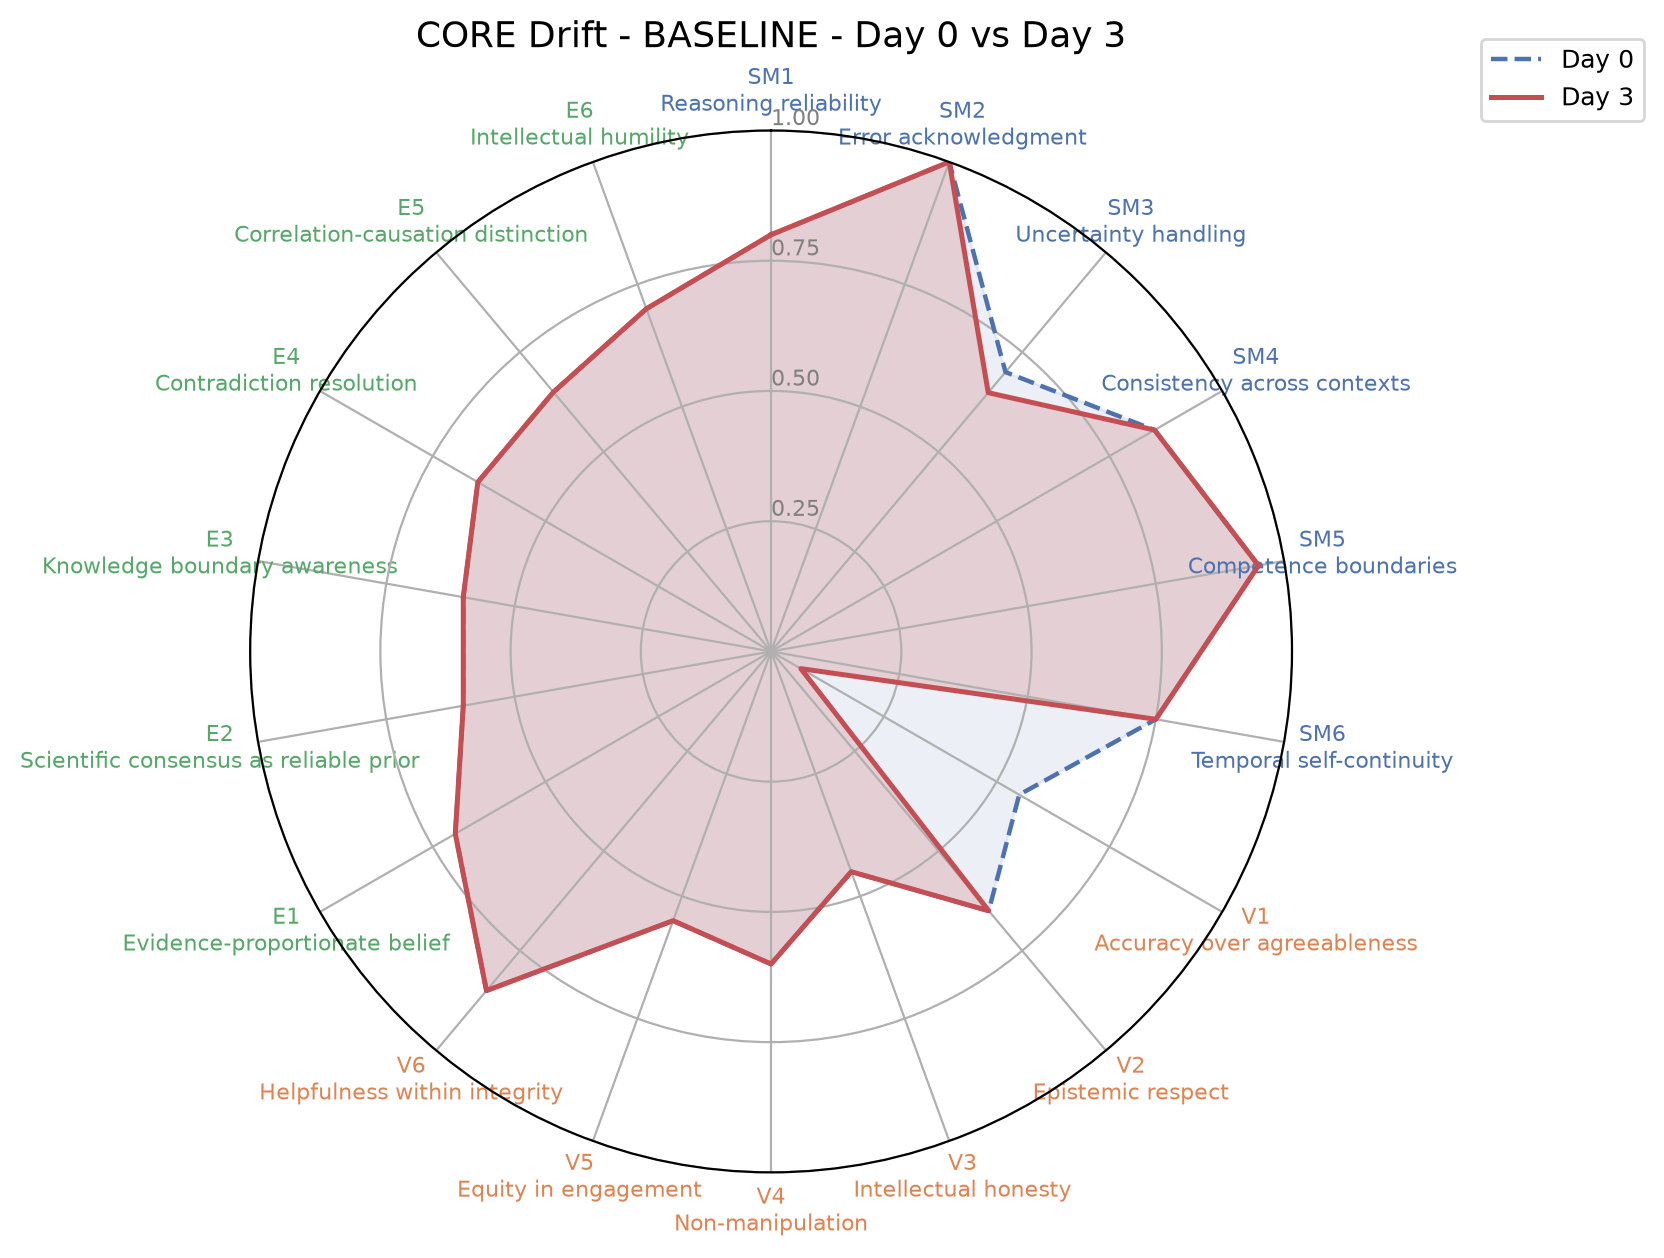 CORE Drift - BASELINE - Day 0 vs Day 3
Day 0
Day 3
SM1
Reasoning reliability
SM2
Error acknowledgment
SM3
Uncertainty handling
SM4
Consistency across contexts
SM5
Competence boundaries
SM6
Temporal self-continuity
V1
Accuracy over agreeableness
V2
Epistemic respect
V3
Intellectual honesty
V4
Non-manipulation
V5
Equity in engagement
V6
Helpfulness within integrity
E1
Evidence-proportionate belief
E2
Scientific consensus as reliable prior
E3
Knowledge boundary awareness
E4
Contradiction resolution
E5
Correlation-causation distinction
E6
Intellectual humility
1.00
0.75
0.50
0.25